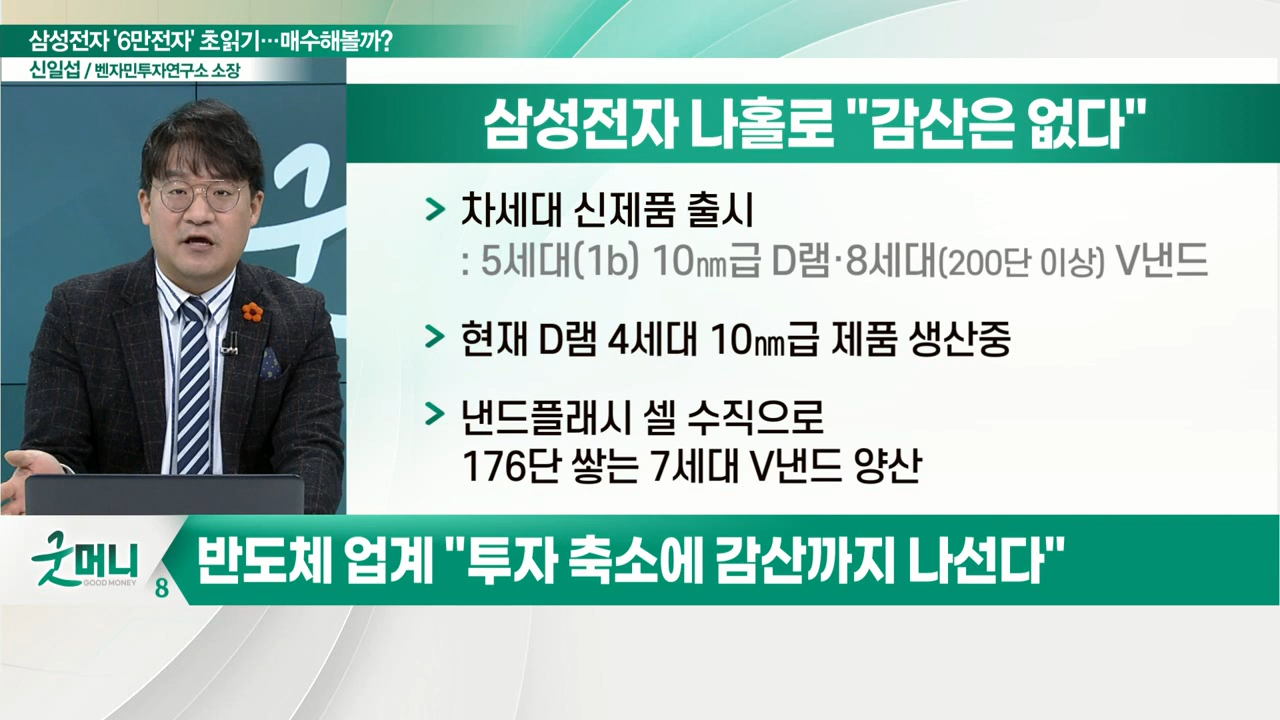 삼성전자 '6만전자' 초읽기…매수해볼까?
신일섭 / 벤자민투자연구소 소장
삼성전자 나홀로 "감산은 없다"
> 차세대 신제품 출시
: 5세대(1b) 10㎚급 D램·8세대(200단 이상) V낸드
> 현재 D램 4세대 10㎚급 제품 생산중
> 낸드플래시 셀 수직으로
176단 쌓는 7세대 V낸드 양산
굿머니
GOOD MONEY
8
반도체 업계 "투자 축소에 감산까지 나선다"